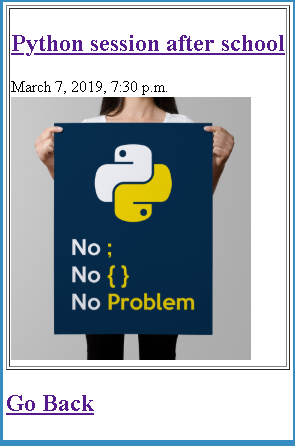 Python session after school
March 7, 2019, 7:30 p.m.
No ;
No { }
No Problem
Go Back